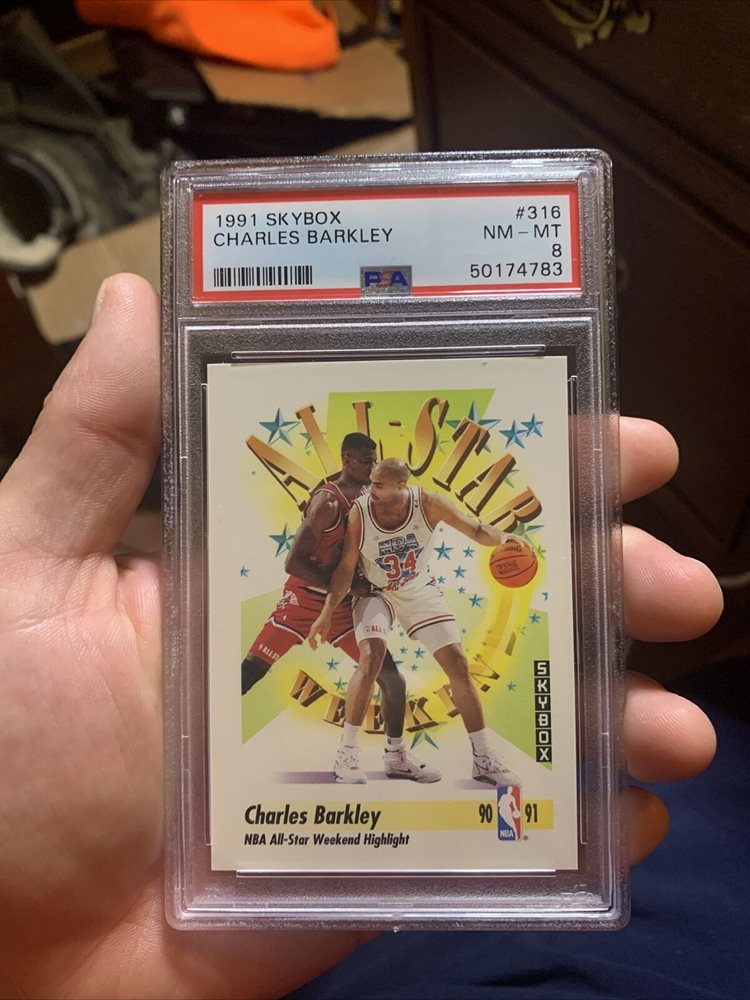 1991 SKYBOX #316
CHARLES BARKLEY NM - MT
8
PSA 50174783
ALL-STAR
NBA
34
WEEKEND
SKYBOX
Charles Barkley 90 91
NBA All-Star Weekend Highlight NBA